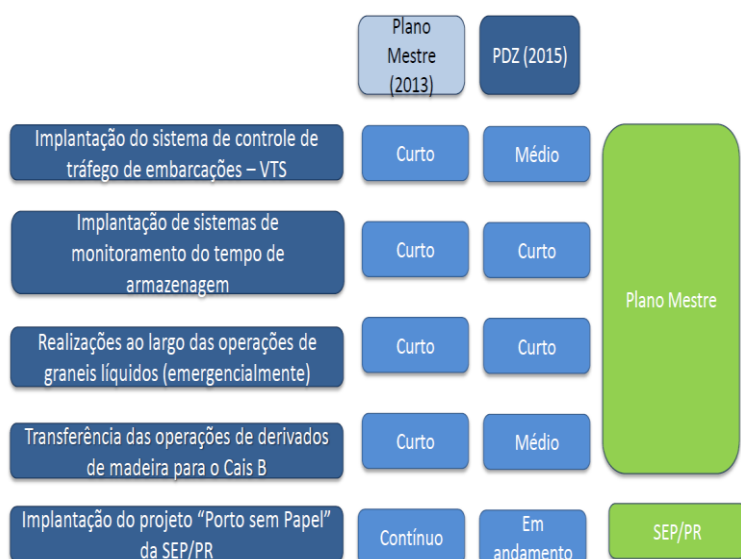 Plano
Mestre
(2013)
PDZ (2015)
Implantação do sistema de controle de
tráfego de embarcações – VTS
Curto
Médio
Implantação de sistemas de
monitoramento do tempo de
armazenagem
Curto
Curto
Plano Mestre
Realizações ao largo das operações de
graneis líquidos (emergencialmente)
Curto
Curto
Transferência das operações de derivados
de madeira para o Cais B
Curto
Médio
Implantação do projeto “Porto sem Papel”
da SEP/PR
Contínuo
Em
andamento
SEP/PR